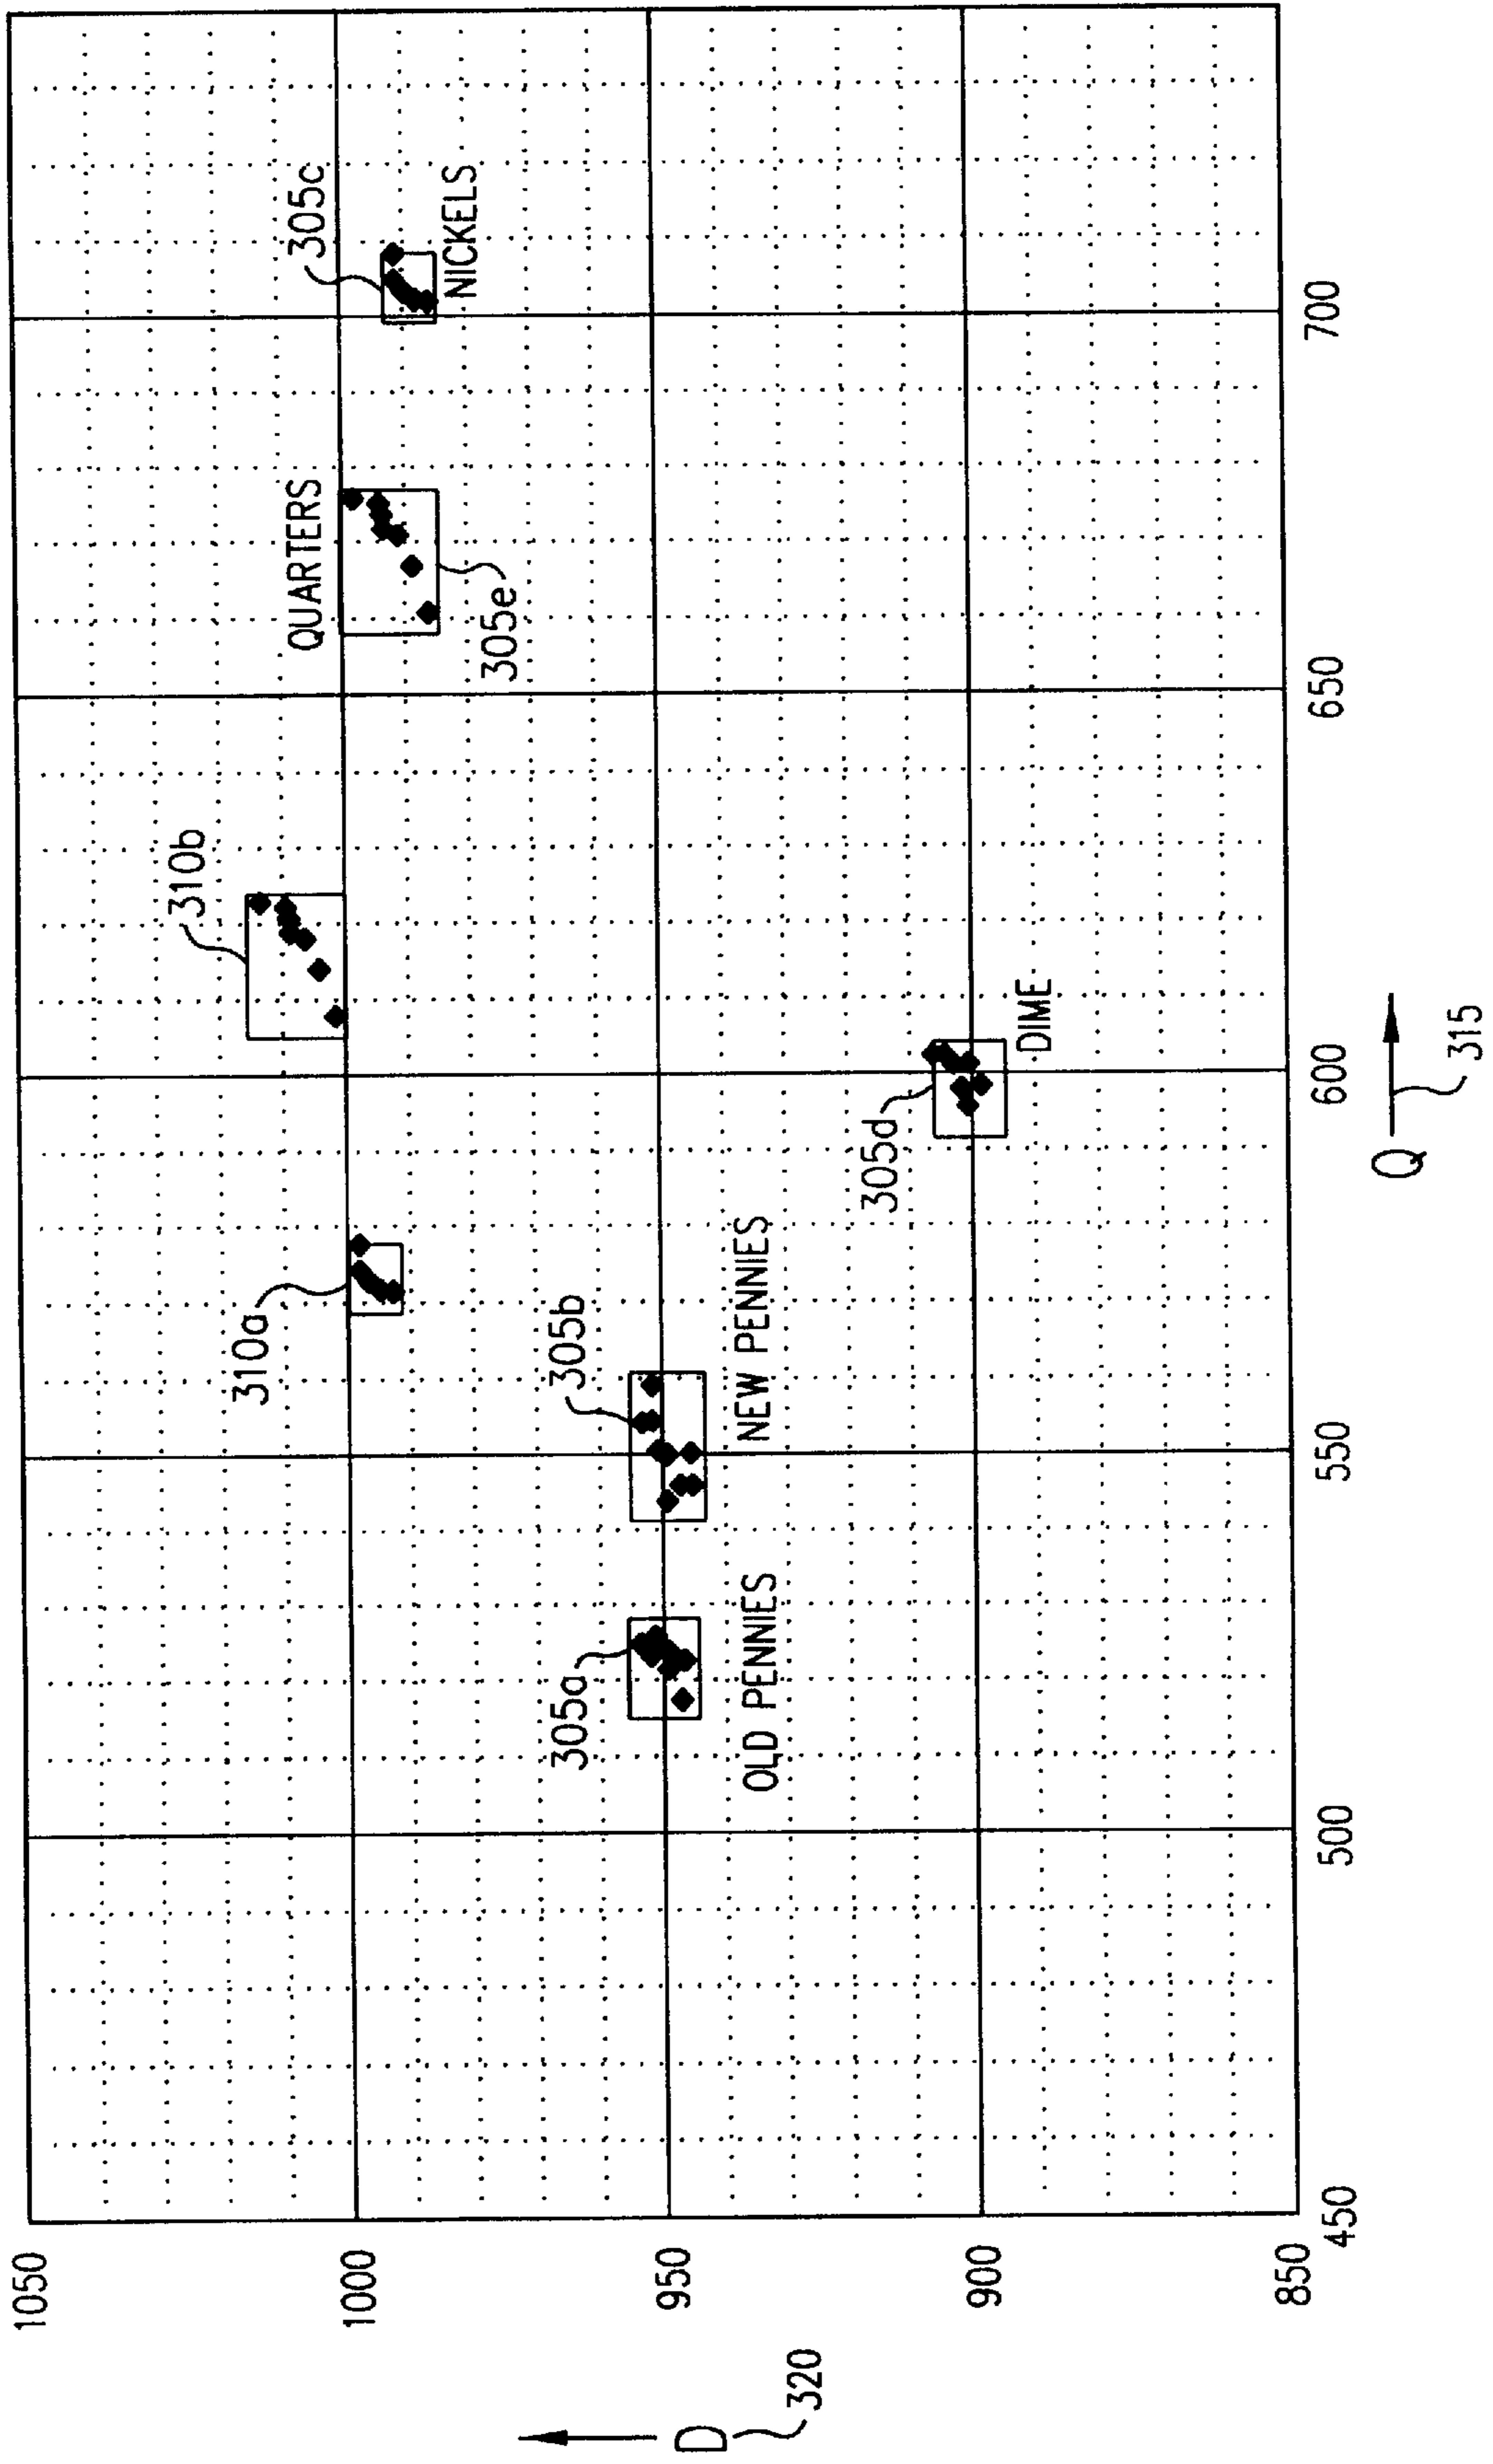 1050
1000
950
900
850
D
320
450
500
550
600
650
700
Q
315
305a
OLD PENNIES
305b
NEW PENNIES
310a
305d
DIME
310b
QUARTERS
305e
305c
NICKELS